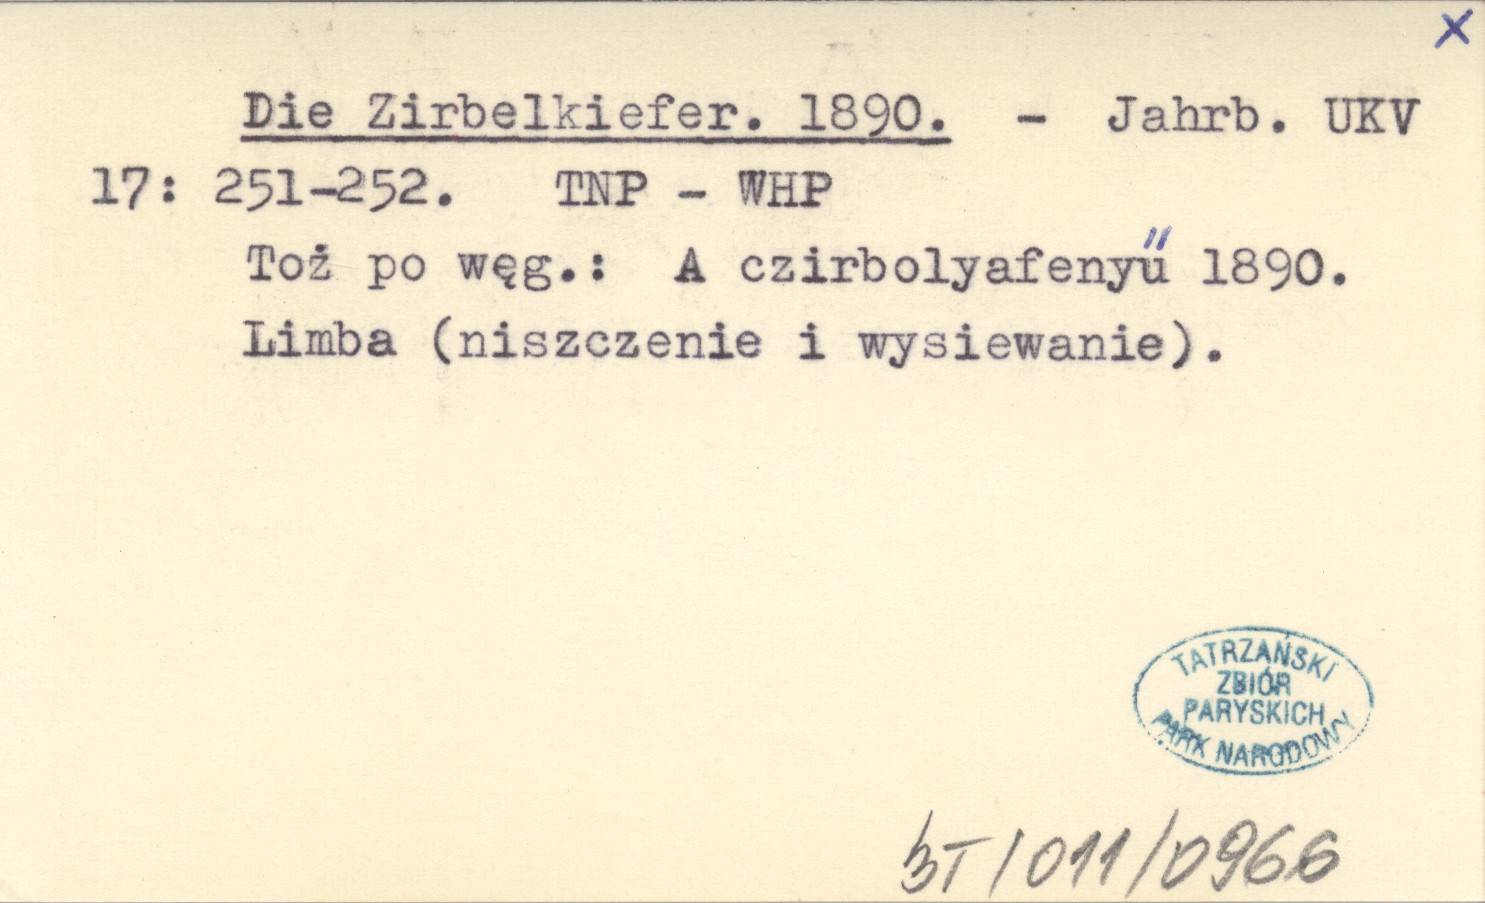 x
Die Zirbelkiefer. 1890. - Jahrb. UKV
17: 251-252. TNP - WHP
Toż po węg.: A czirbolyafenyű 1890.
Limba (niszczenie i wysiewanie).
TATRZAŃSKI
ZBIÓR
PARYSKICH
PARK NARODOWY
/011/0966